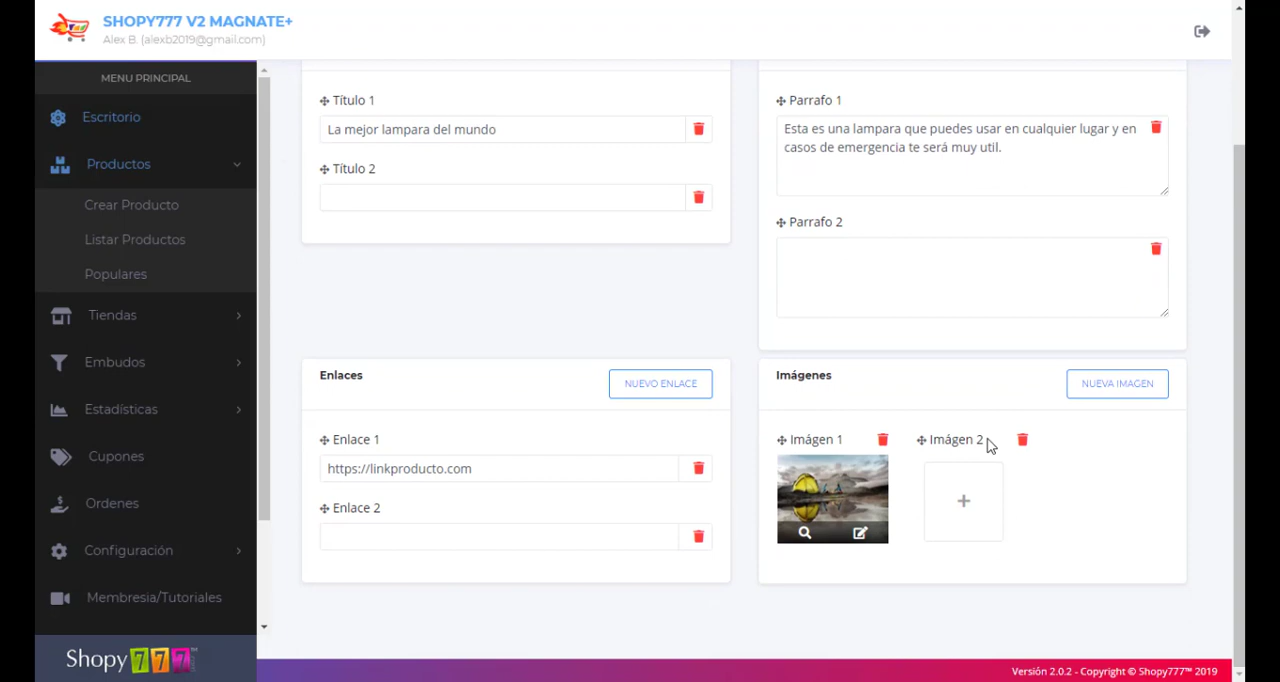 SHOPY777 V2 MAGNATE+
Alex B. (alexb2019@gmail.com)
MENU PRINCIPAL
Escritorio
Productos
Crear Producto
Listar Productos
Populares
Tiendas
Embudos
Estadísticas
Cupones
Ordenes
Configuración
Membresia/Tutoriales
Shopy777™
Título 1
La mejor lampara del mundo
Título 2
Parrafo 1
Esta es una lampara que puedes usar en cualquier lugar y en
casos de emergencia te será muy util.
Parrafo 2
Enlaces
NUEVO ENLACE
Enlace 1
https://linkproducto.com
Enlace 2
Imágenes
NUEVA IMAGEN
Imágen 1
Imágen 2
Versión 2.0.2 - Copyright © Shopy777™ 2019